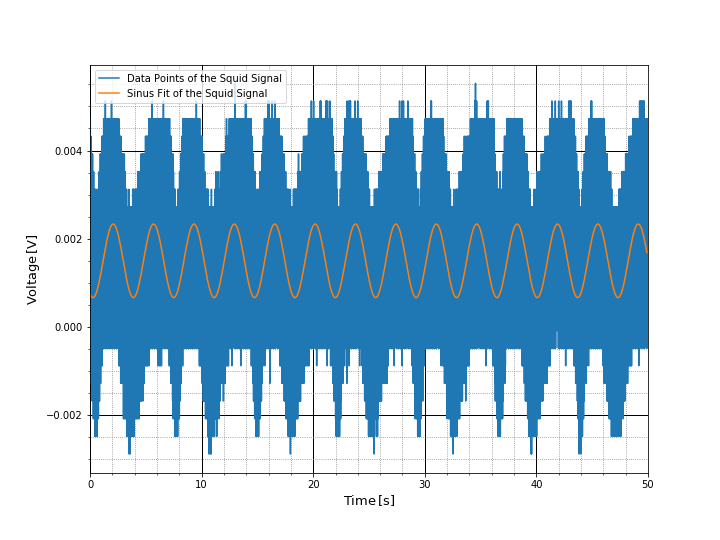 Data Points of the Squid Signal
Sinus Fit of the Squid Signal
0.004
0.002
0.000
−0.002
Voltage [V]
0 10 20 30 40 50
Time [s]